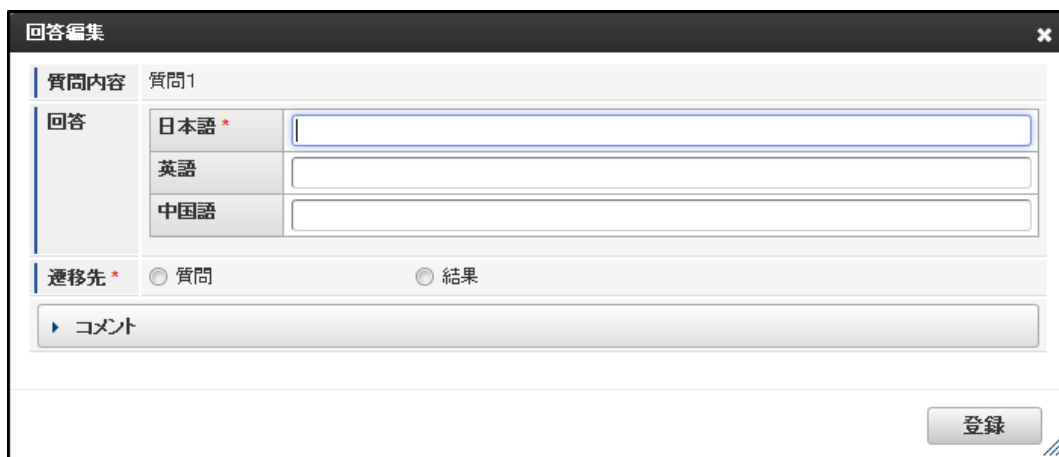 回答編集
質問内容 質問1
回答
日本語 *
英語
中国語
遷移先 * 質問 結果
コメント
登録